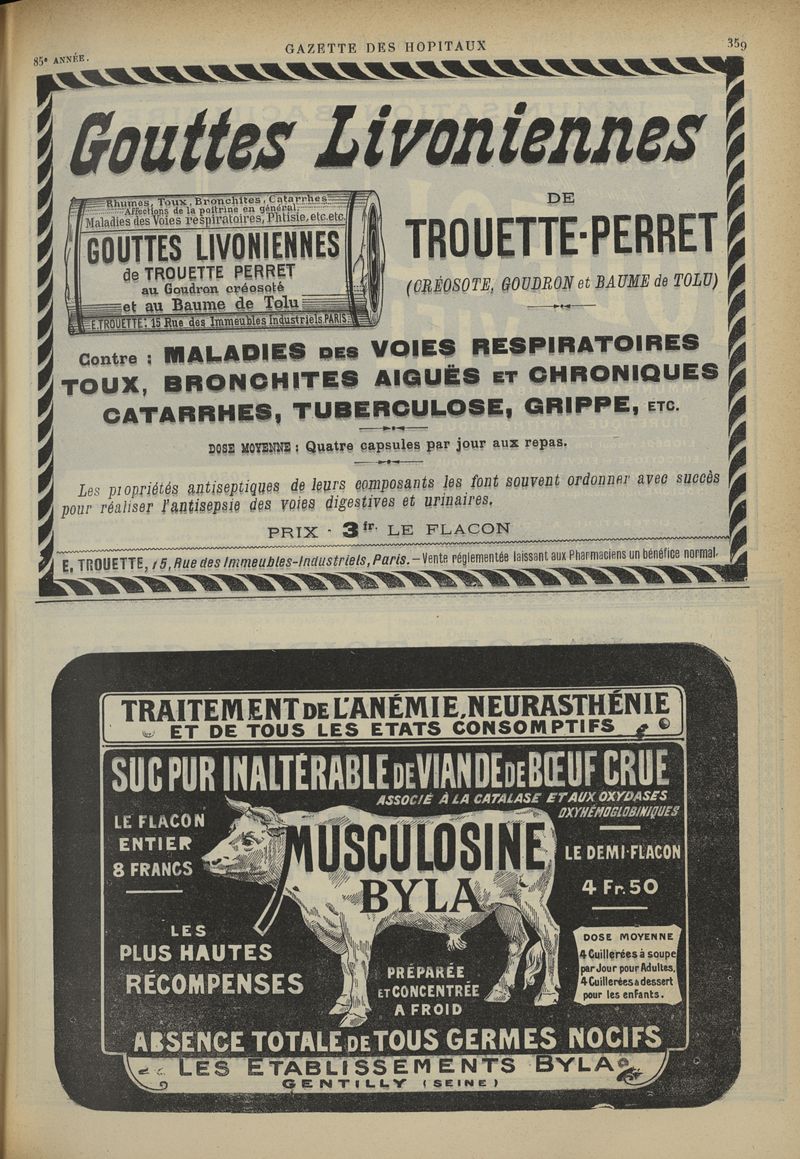 85e ANNÉE.
GAZETTE DES HOPITAUX
359
Gouttes Livoniennes
Rhumes, Toux, Bronchites, Catarrhes
Affections de la poitrine en général,
Maladies des Voies respiratoires, Phtisie, etc. etc.
GOUTTES LIVONIENNES
de TROUETTE PERRET
au Goudron créosoté
et au Baume de Tolu
E. TROUETTE: 15 Rue des Immeubles Industriels. PARIS.
DE
TROUETTE-PERRET
(CRÉOSOTE, GOUDRON et BAUME de TOLU)
Contre : MALADIES DES VOIES RESPIRATOIRES
TOUX, BRONCHITES AIGUËS ET CHRONIQUES
CATARRHES, TUBERCULOSE, GRIPPE, ETC.
DOSE MOYENNE : Quatre capsules par jour aux repas.
Les propriétés antiseptiques de leurs composants les font souvent ordonner avec succès
pour réaliser l'antisepsie des voies digestives et urinaires.
PRIX · 3 fr. LE FLACON
E. TROUETTE, 15, Rue des Immeubles-Industriels, Paris. — Vente réglementée laissant aux Pharmaciens un bénéfice normal.
TRAITEMENT DE L'ANÉMIE, NEURASTHÉNIE
ET DE TOUS LES ETATS CONSOMPTIFS
SUC PUR INALTÉRABLE DE VIANDE DE BŒUF CRUE
ASSOCIÉ À LA CATALASE ET AUX OXYDASES
OXYHÉMOGLOBINIQUES
LE FLACON
ENTIER
8 FRANCS
MUSCULOSINE
BYLA
LE DEMI-FLACON
4 Fr. 50
LES
PLUS HAUTES
RÉCOMPENSES
PRÉPARÉE
ET CONCENTRÉE
A FROID
DOSE MOYENNE
4 Cuillerées à soupe
par Jour pour Adultes.
4 Cuillerées à dessert
pour les enfants.
ABSENCE TOTALE DE TOUS GERMES NOCIFS
LES ETABLISSEMENTS BYLA
GENTILLY (SEINE)